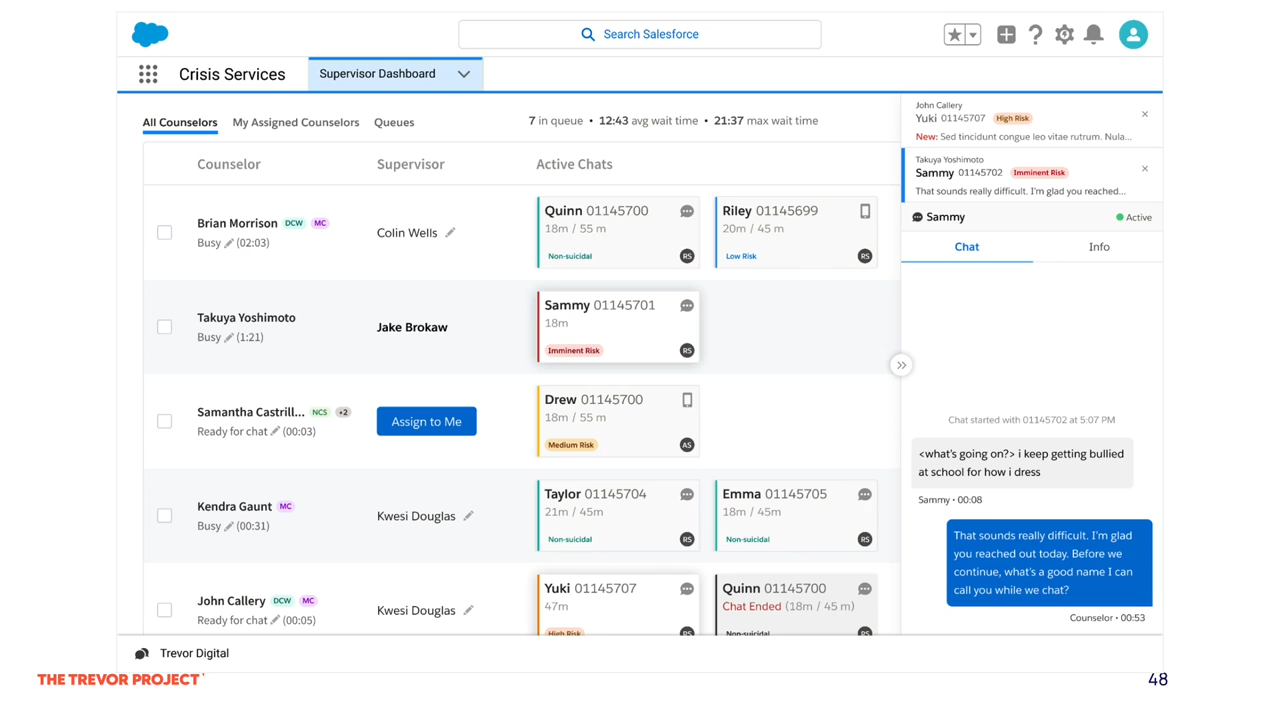 Search Salesforce
Crisis Services
Supervisor Dashboard
All Counselors
My Assigned Counselors
Queues
7 in queue • 12:43 avg wait time • 21:37 max wait time
Counselor
Supervisor
Active Chats
Brian Morrison DCW MC
Busy (02:03)
Colin Wells
Quinn 01145700
18m / 55 m
Non-suicidal
RS
Riley 01145699
20m / 45 m
Low Risk
RS
Takuya Yoshimoto
Busy (1:21)
Jake Brokaw
Sammy 01145701
18m
Imminent Risk
RS
Samantha Castrill... NCS +2
Ready for chat (00:03)
Assign to Me
Drew 01145700
18m / 55 m
Medium Risk
AS
Kendra Gaunt MC
Busy (00:31)
Kwesi Douglas
Taylor 01145704
21m / 45m
Non-suicidal
RS
Emma 01145705
18m / 45m
Non-suicidal
RS
John Callery DCW MC
Ready for chat (00:05)
Kwesi Douglas
Yuki 01145707
47m
High Risk
RS
Quinn 01145700
Chat Ended (18m / 45 m)
Non-suicidal
RS
John Callery
Yuki 01145707 High Risk
New: Sed tincidunt congue leo vitae rutrum. Nula...
Takuya Yoshimoto
Sammy 01145702 Imminent Risk
That sounds really difficult. I'm glad you reached...
Sammy
Active
Chat
Info
Chat started with 01145702 at 5:07 PM
<what's going on?> i keep getting bullied
at school for how i dress
Sammy • 00:08
That sounds really difficult. I'm glad
you reached out today. Before we
continue, what's a good name I can
call you while we chat?
Counselor • 00:53
Trevor Digital
THE TREVOR PROJECT
48